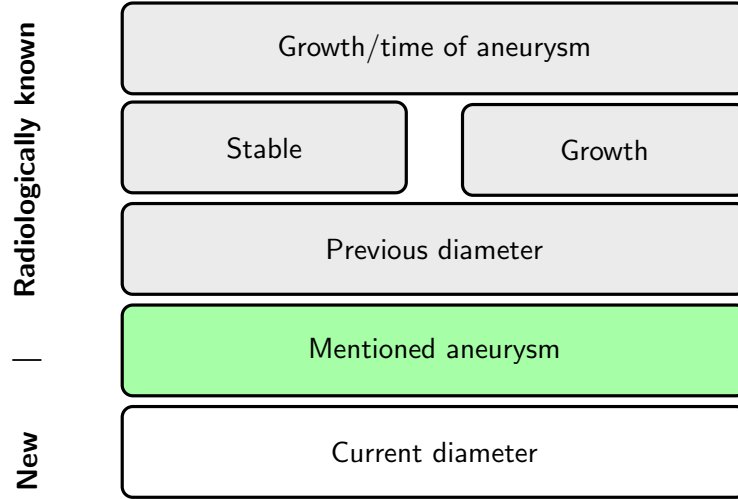 Growth/time of aneurysm
Stable
Growth
Previous diameter
Mentioned aneurysm
Current diameter
New | Radiologically known